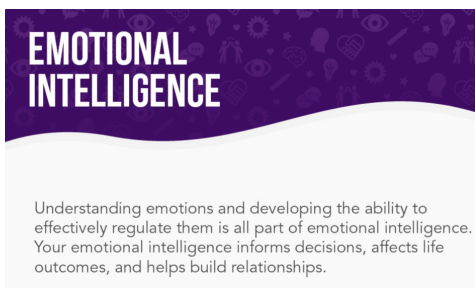 EMOTIONAL
INTELLIGENCE
Understanding emotions and developing the ability to
effectively regulate them is all part of emotional intelligence.
Your emotional intelligence informs decisions, affects life
outcomes, and helps build relationships.